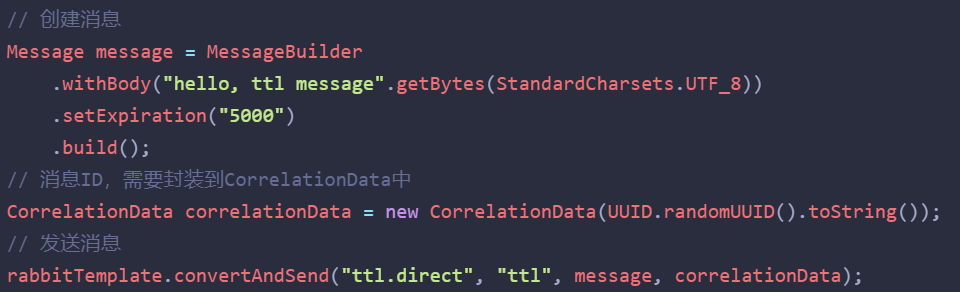 // 创建消息
Message message = MessageBuilder
    .withBody("hello, ttl message".getBytes(StandardCharsets.UTF_8))
    .setExpiration("5000")
    .build();
// 消息ID，需要封装到CorrelationData中
CorrelationData correlationData = new CorrelationData(UUID.randomUUID().toString());
// 发送消息
rabbitTemplate.convertAndSend("ttl.direct", "ttl", message, correlationData);